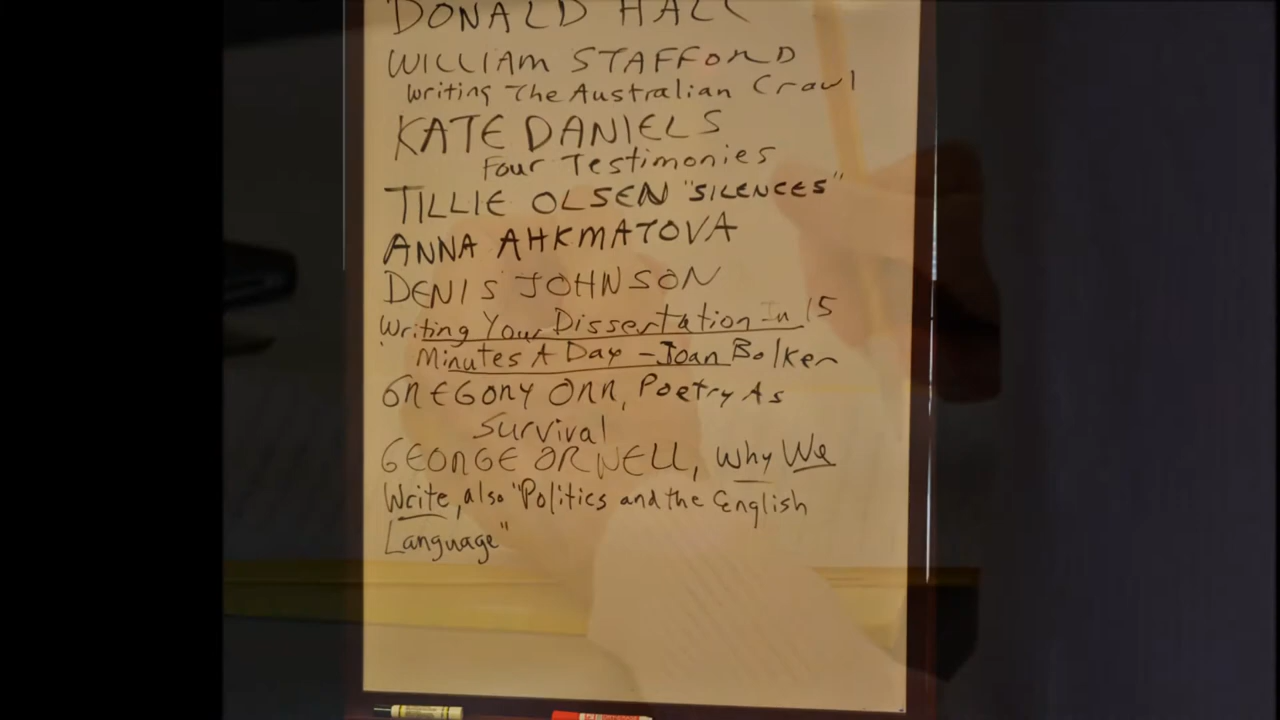 DONALD HALL
WILLIAM STAFFORD
Writing The Australian Crawl
KATE DANIELS
Four Testimonies
TILLIE OLSEN "SILENCES"
ANNA AHKMATOVA
DENIS JOHNSON
Writing Your Dissertation In 15
Minutes A Day - Joan Bolker
GREGORY ORR, Poetry As
Survival
GEORGE ORWELL, Why We
Write, also "Politics and the English
Language"